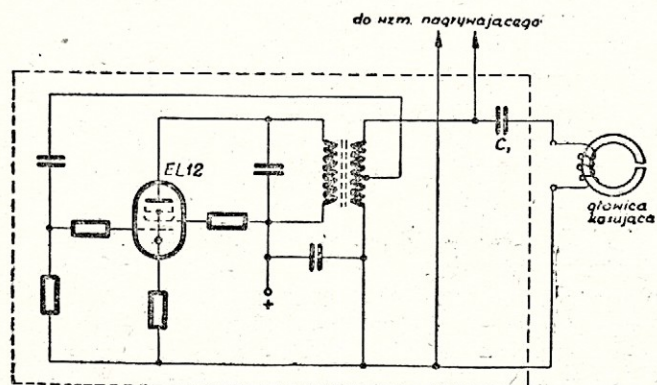 do wzm. nagrywającego
EL12
C₁
+
głowica
kasująca